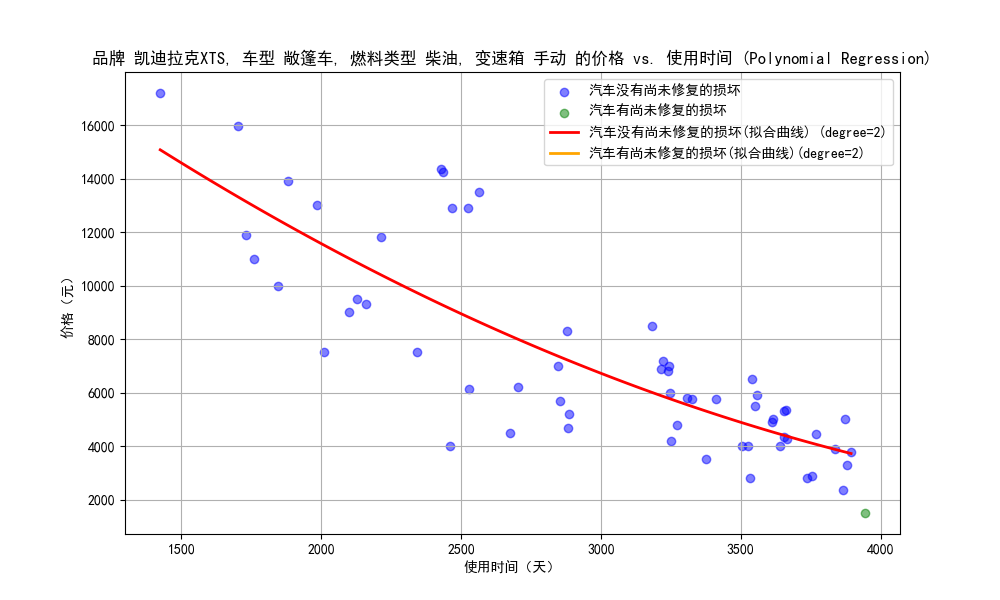 品牌 凯迪拉克XTS, 车型 敞篷车, 燃料类型 柴油, 变速箱 手动 的价格 vs. 使用时间 (Polynomial Regression)
汽车没有尚未修复的损坏
汽车有尚未修复的损坏
汽车没有尚未修复的损坏(拟合曲线) (degree=2)
汽车有尚未修复的损坏(拟合曲线)(degree=2)
价格（元）
16000
14000
12000
10000
8000
6000
4000
2000
1500 2000 2500 3000 3500 4000
使用时间（天）